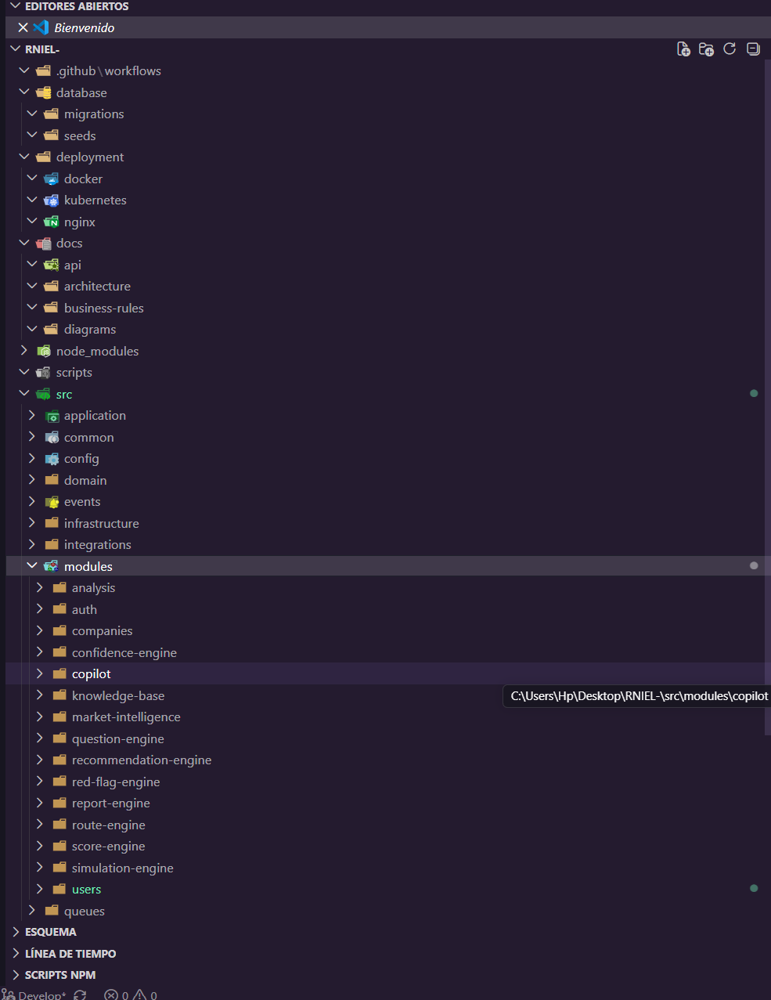 EDITORES ABIERTOS
Bienvenido
RNIEL-
.github\workflows
database
migrations
seeds
deployment
docker
kubernetes
nginx
docs
api
architecture
business-rules
diagrams
node_modules
scripts
src
application
common
config
domain
events
infrastructure
integrations
modules
analysis
auth
companies
confidence-engine
copilot
knowledge-base
C:\Users\Hp\Desktop\RNIEL-\src\modules\copilot
market-intelligence
question-engine
recommendation-engine
red-flag-engine
report-engine
route-engine
score-engine
simulation-engine
users
queues
ESQUEMA
LÍNEA DE TIEMPO
SCRIPTS NPM
Develop* 0 0